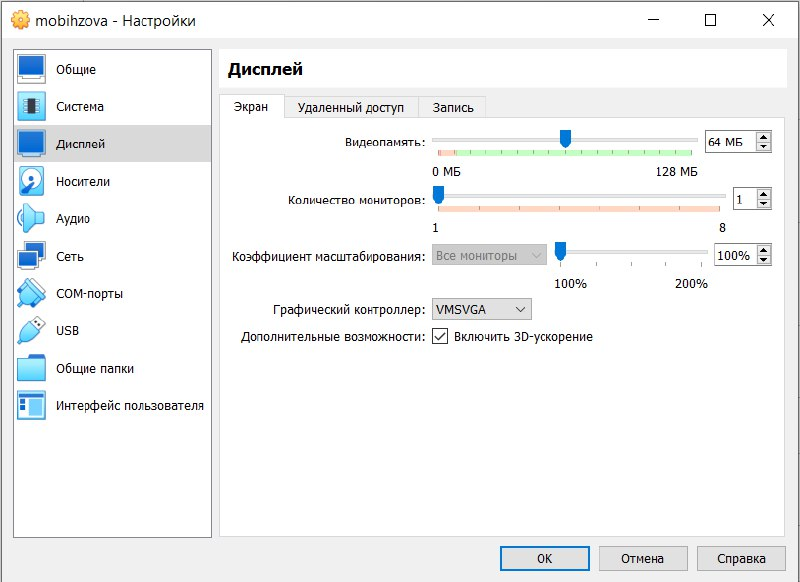 mobihzova - Настройки
Общие
Система
Дисплей
Носители
Аудио
Сеть
COM-порты
USB
Общие папки
Интерфейс пользователя
Дисплей
Экран Удаленный доступ Запись
Видеопамять: 64 МБ
0 МБ 128 МБ
Количество мониторов: 1
1 8
Коэффициент масштабирования: Все мониторы 100%
100% 200%
Графический контроллер: VMSVGA
Дополнительные возможности: Включить 3D-ускорение
OK Отмена Справка